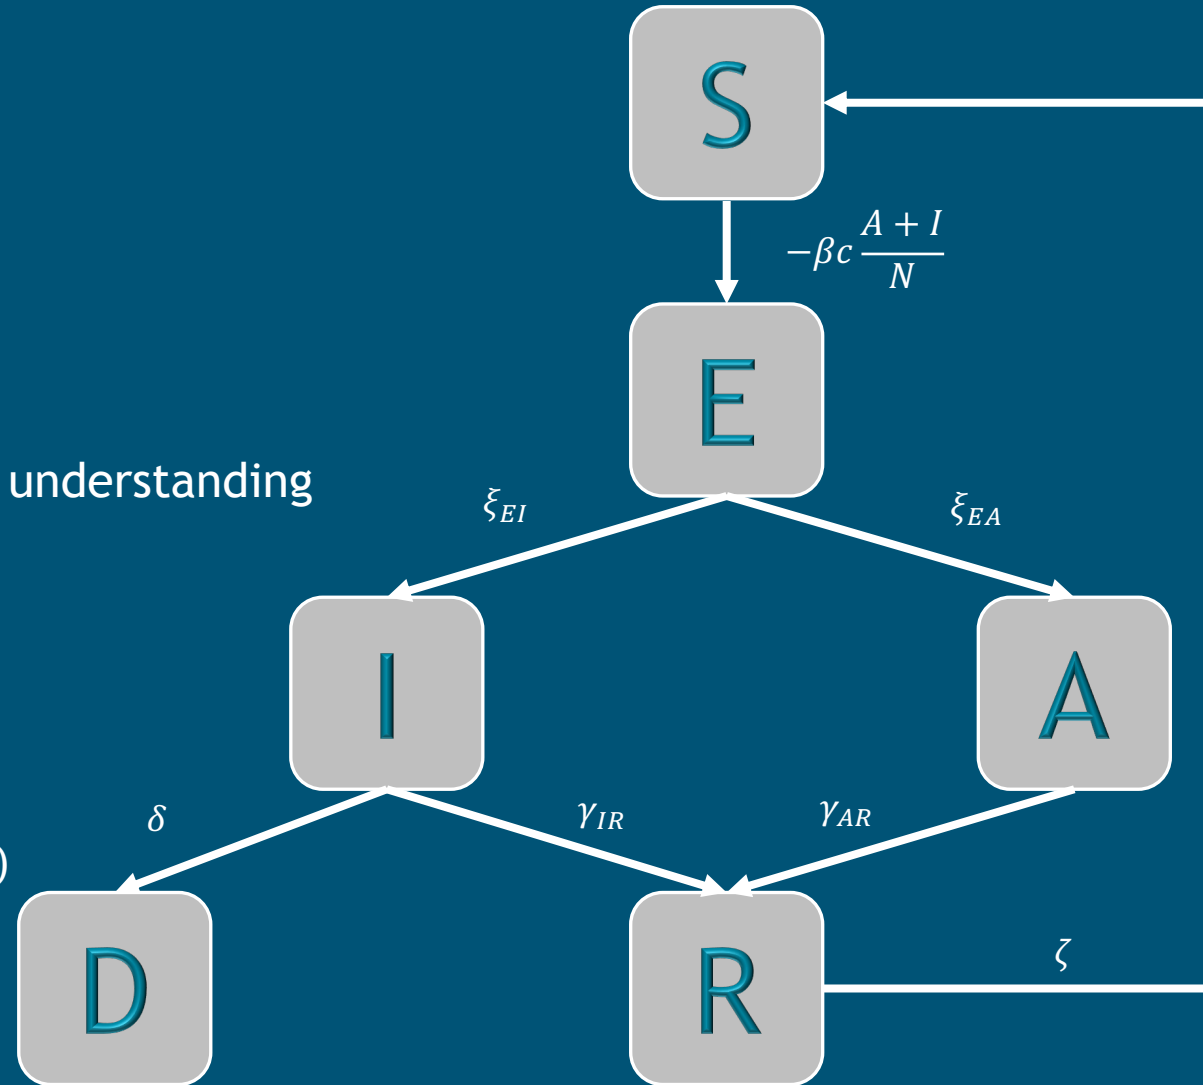 S
−βc (A + I)/N
E
understanding
ξ_EI
ξ_EA
I
A
δ
γ_IR
γ_AR
)
D
R
ζ